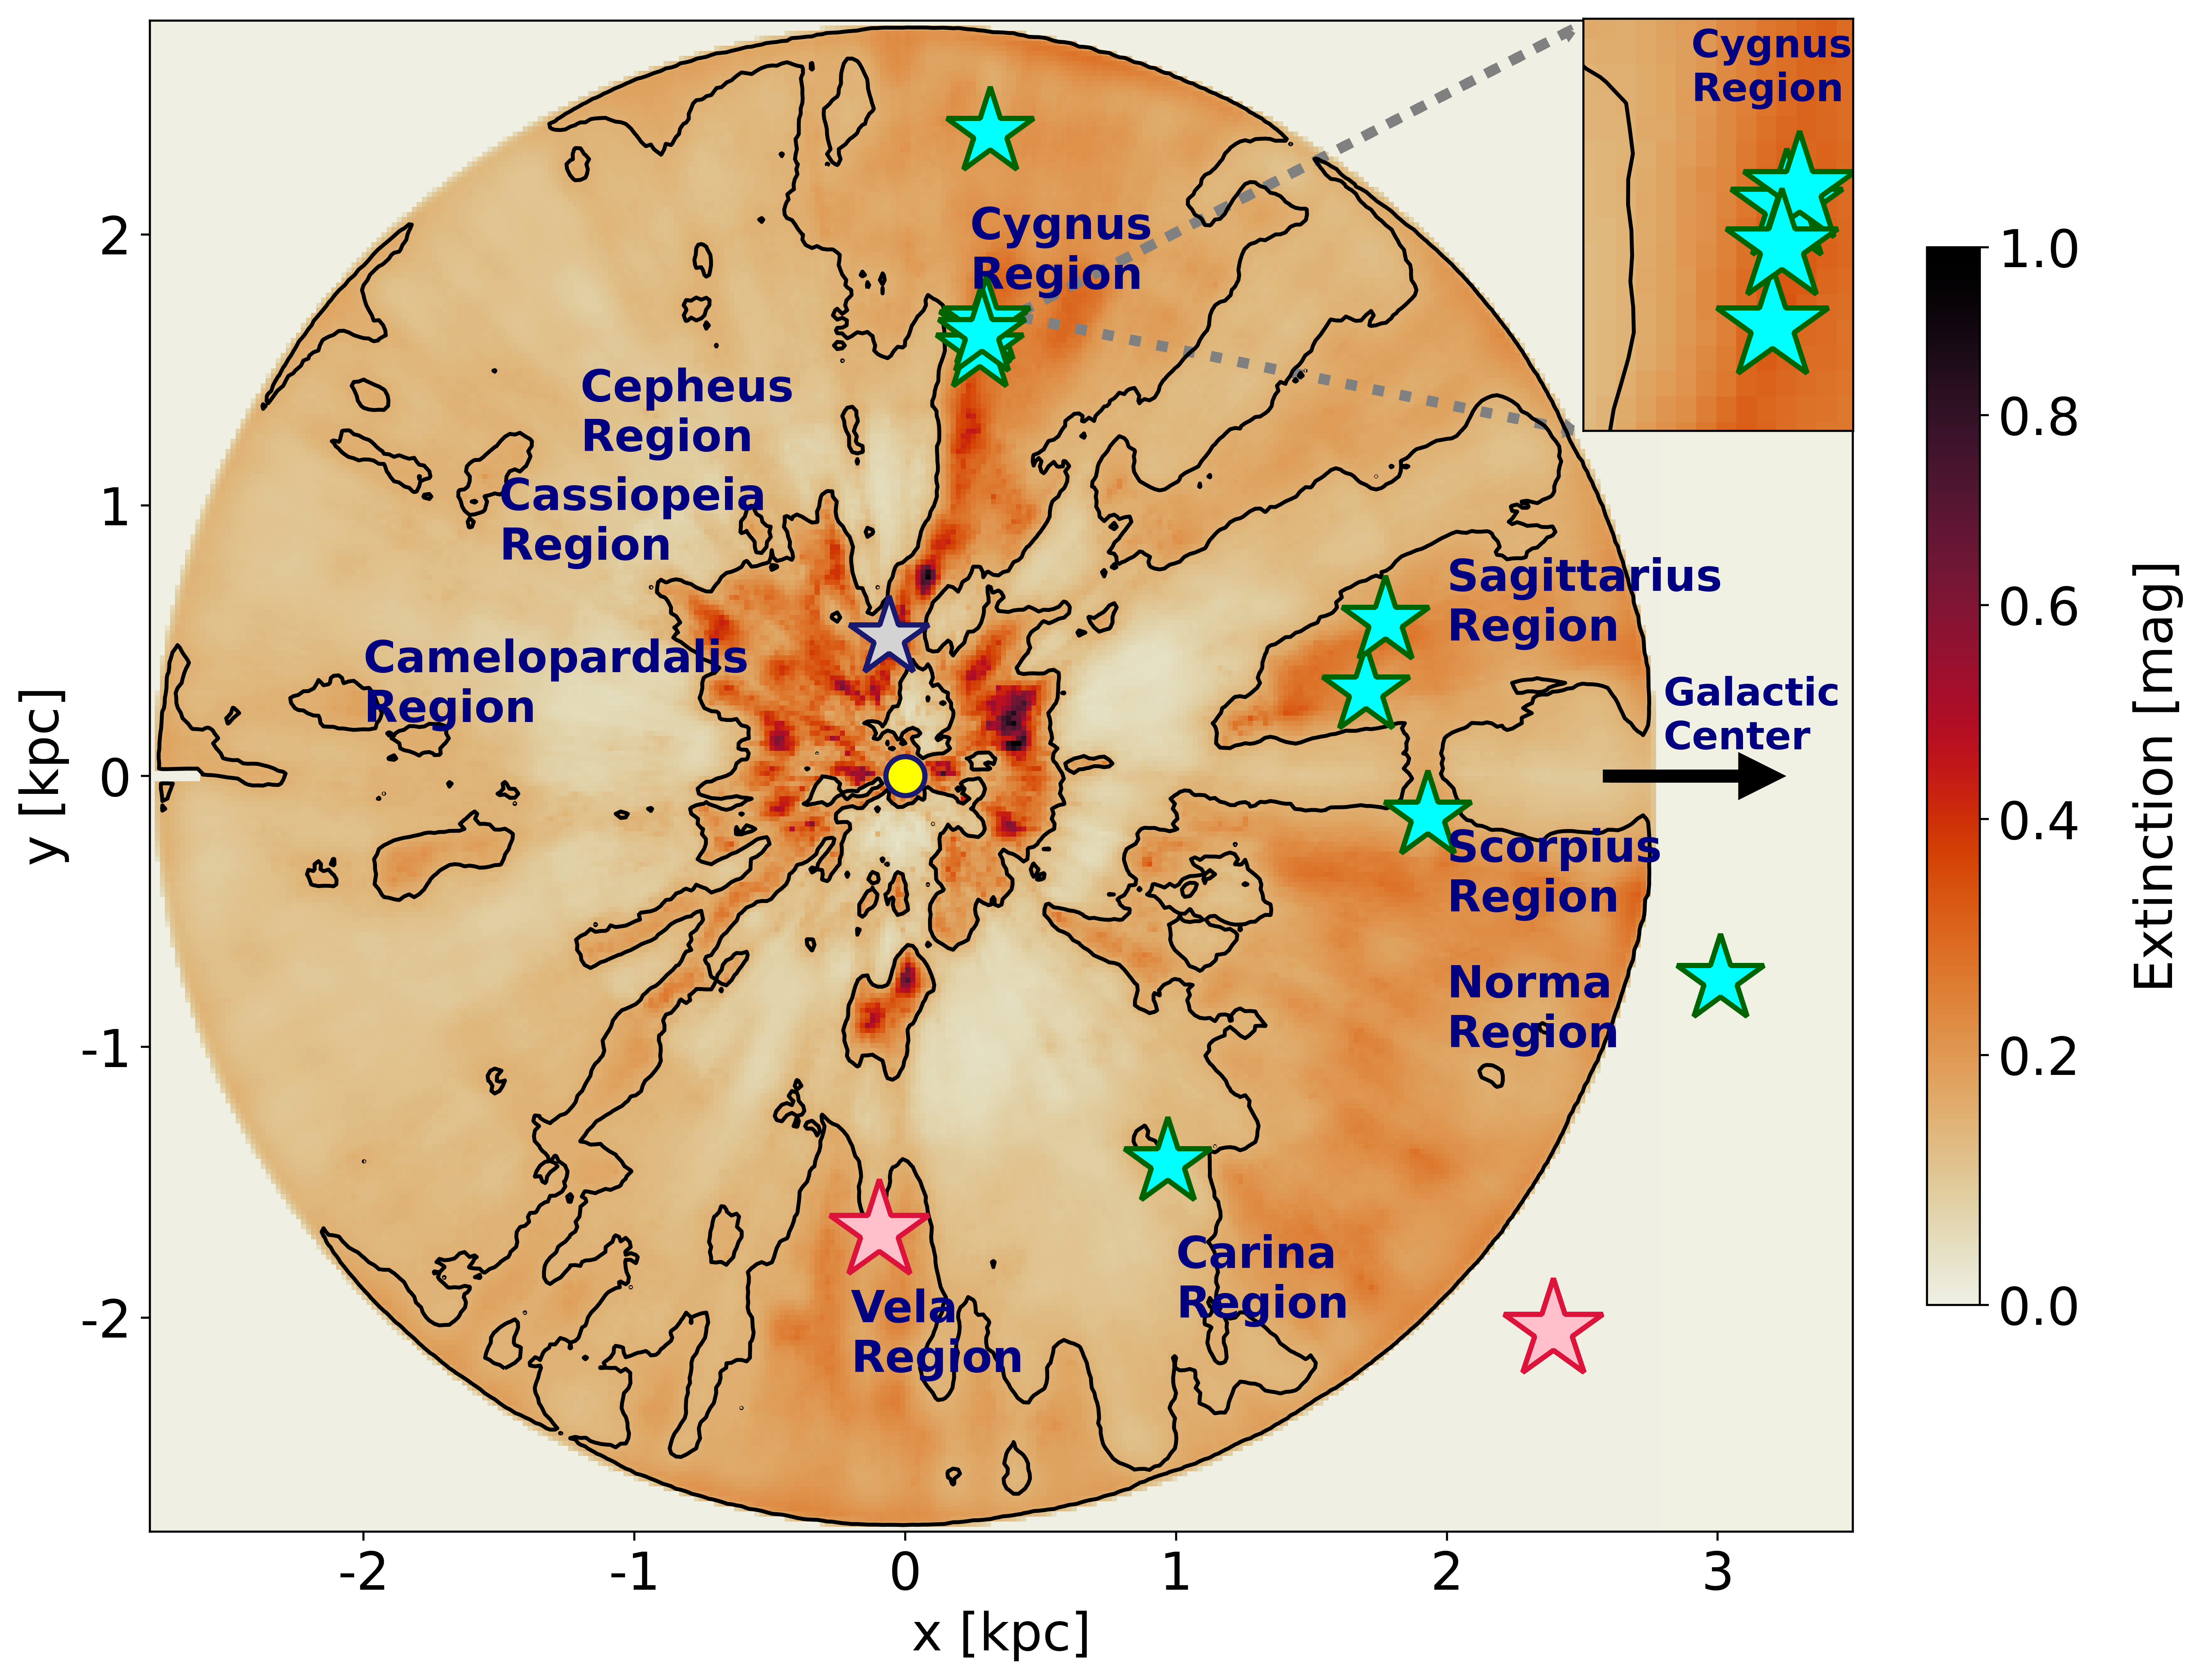 Cygnus
Region
Cygnus
Region
Cepheus
Region
Cassiopeia
Region
Sagittarius
Region
Camelopardalis
Region
Galactic
Center
Scorpius
Region
Norma
Region
Carina
Region
Vela
Region
2
1
0
-1
-2
y [kpc]
-2
-1
0
1
2
3
x [kpc]
1.0
0.8
0.6
0.4
0.2
0.0
Extinction [mag]